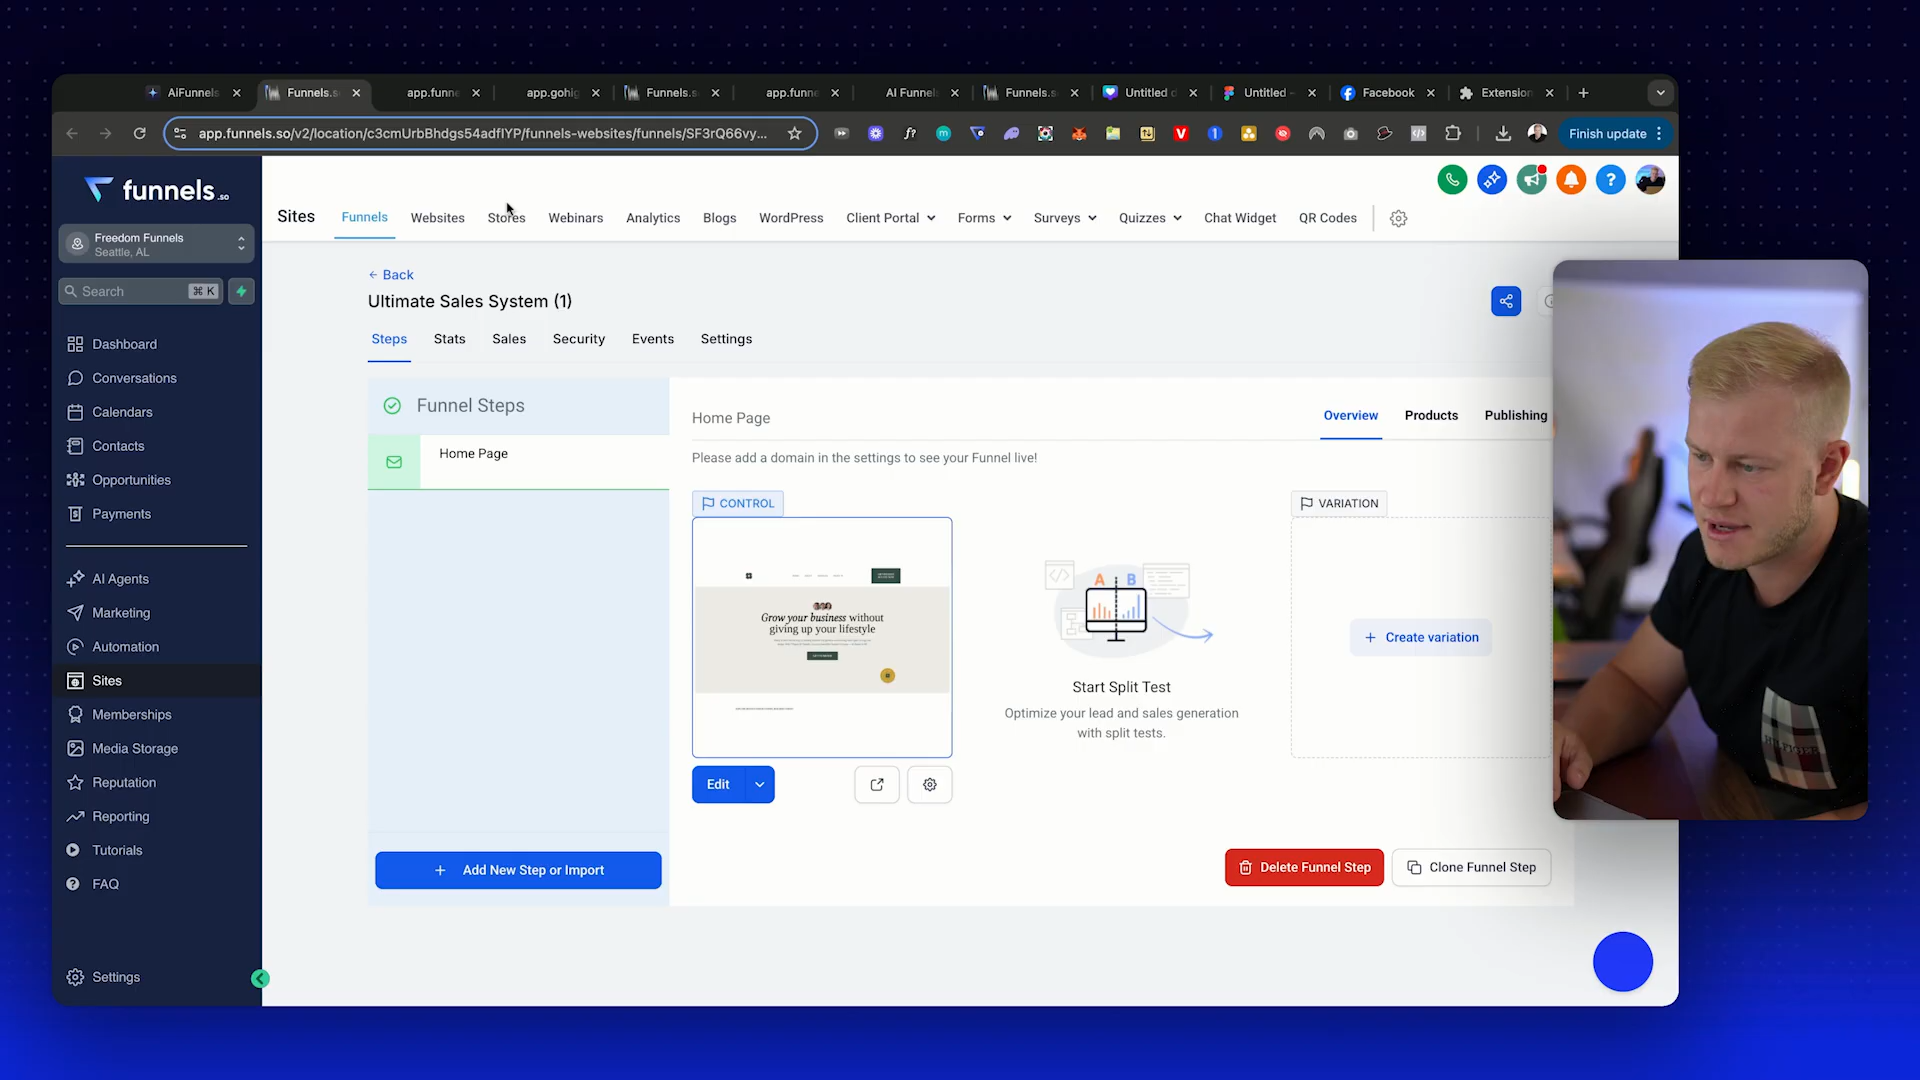 AiFunnels
Funnels.s
app.funne
app.gohig
Funnels.s
app.funne
AI Funnel
Funnels.s
Untitled d
Untitled –
Facebook
Extension
app.funnels.so/v2/location/c3cmUrbBhdgs54adflYP/funnels-websites/funnels/SF3rQ66vy...
Finish update
funnels.so
Freedom Funnels
Seattle, AL
Search
⌘ K
Dashboard
Conversations
Calendars
Contacts
Opportunities
Payments
AI Agents
Marketing
Automation
Sites
Memberships
Media Storage
Reputation
Reporting
Tutorials
FAQ
Settings
Sites
Funnels
Websites
Stores
Webinars
Analytics
Blogs
WordPress
Client Portal
Forms
Surveys
Quizzes
Chat Widget
QR Codes
← Back
Ultimate Sales System (1)
Steps
Stats
Sales
Security
Events
Settings
Funnel Steps
Home Page
+ Add New Step or Import
Home Page
Overview
Products
Publishing
Please add a domain in the settings to see your Funnel live!
CONTROL
Grow your business without
giving up your lifestyle
Edit
A B
Start Split Test
Optimize your lead and sales generation
with split tests.
VARIATION
+ Create variation
Delete Funnel Step
Clone Funnel Step
HILFIGER